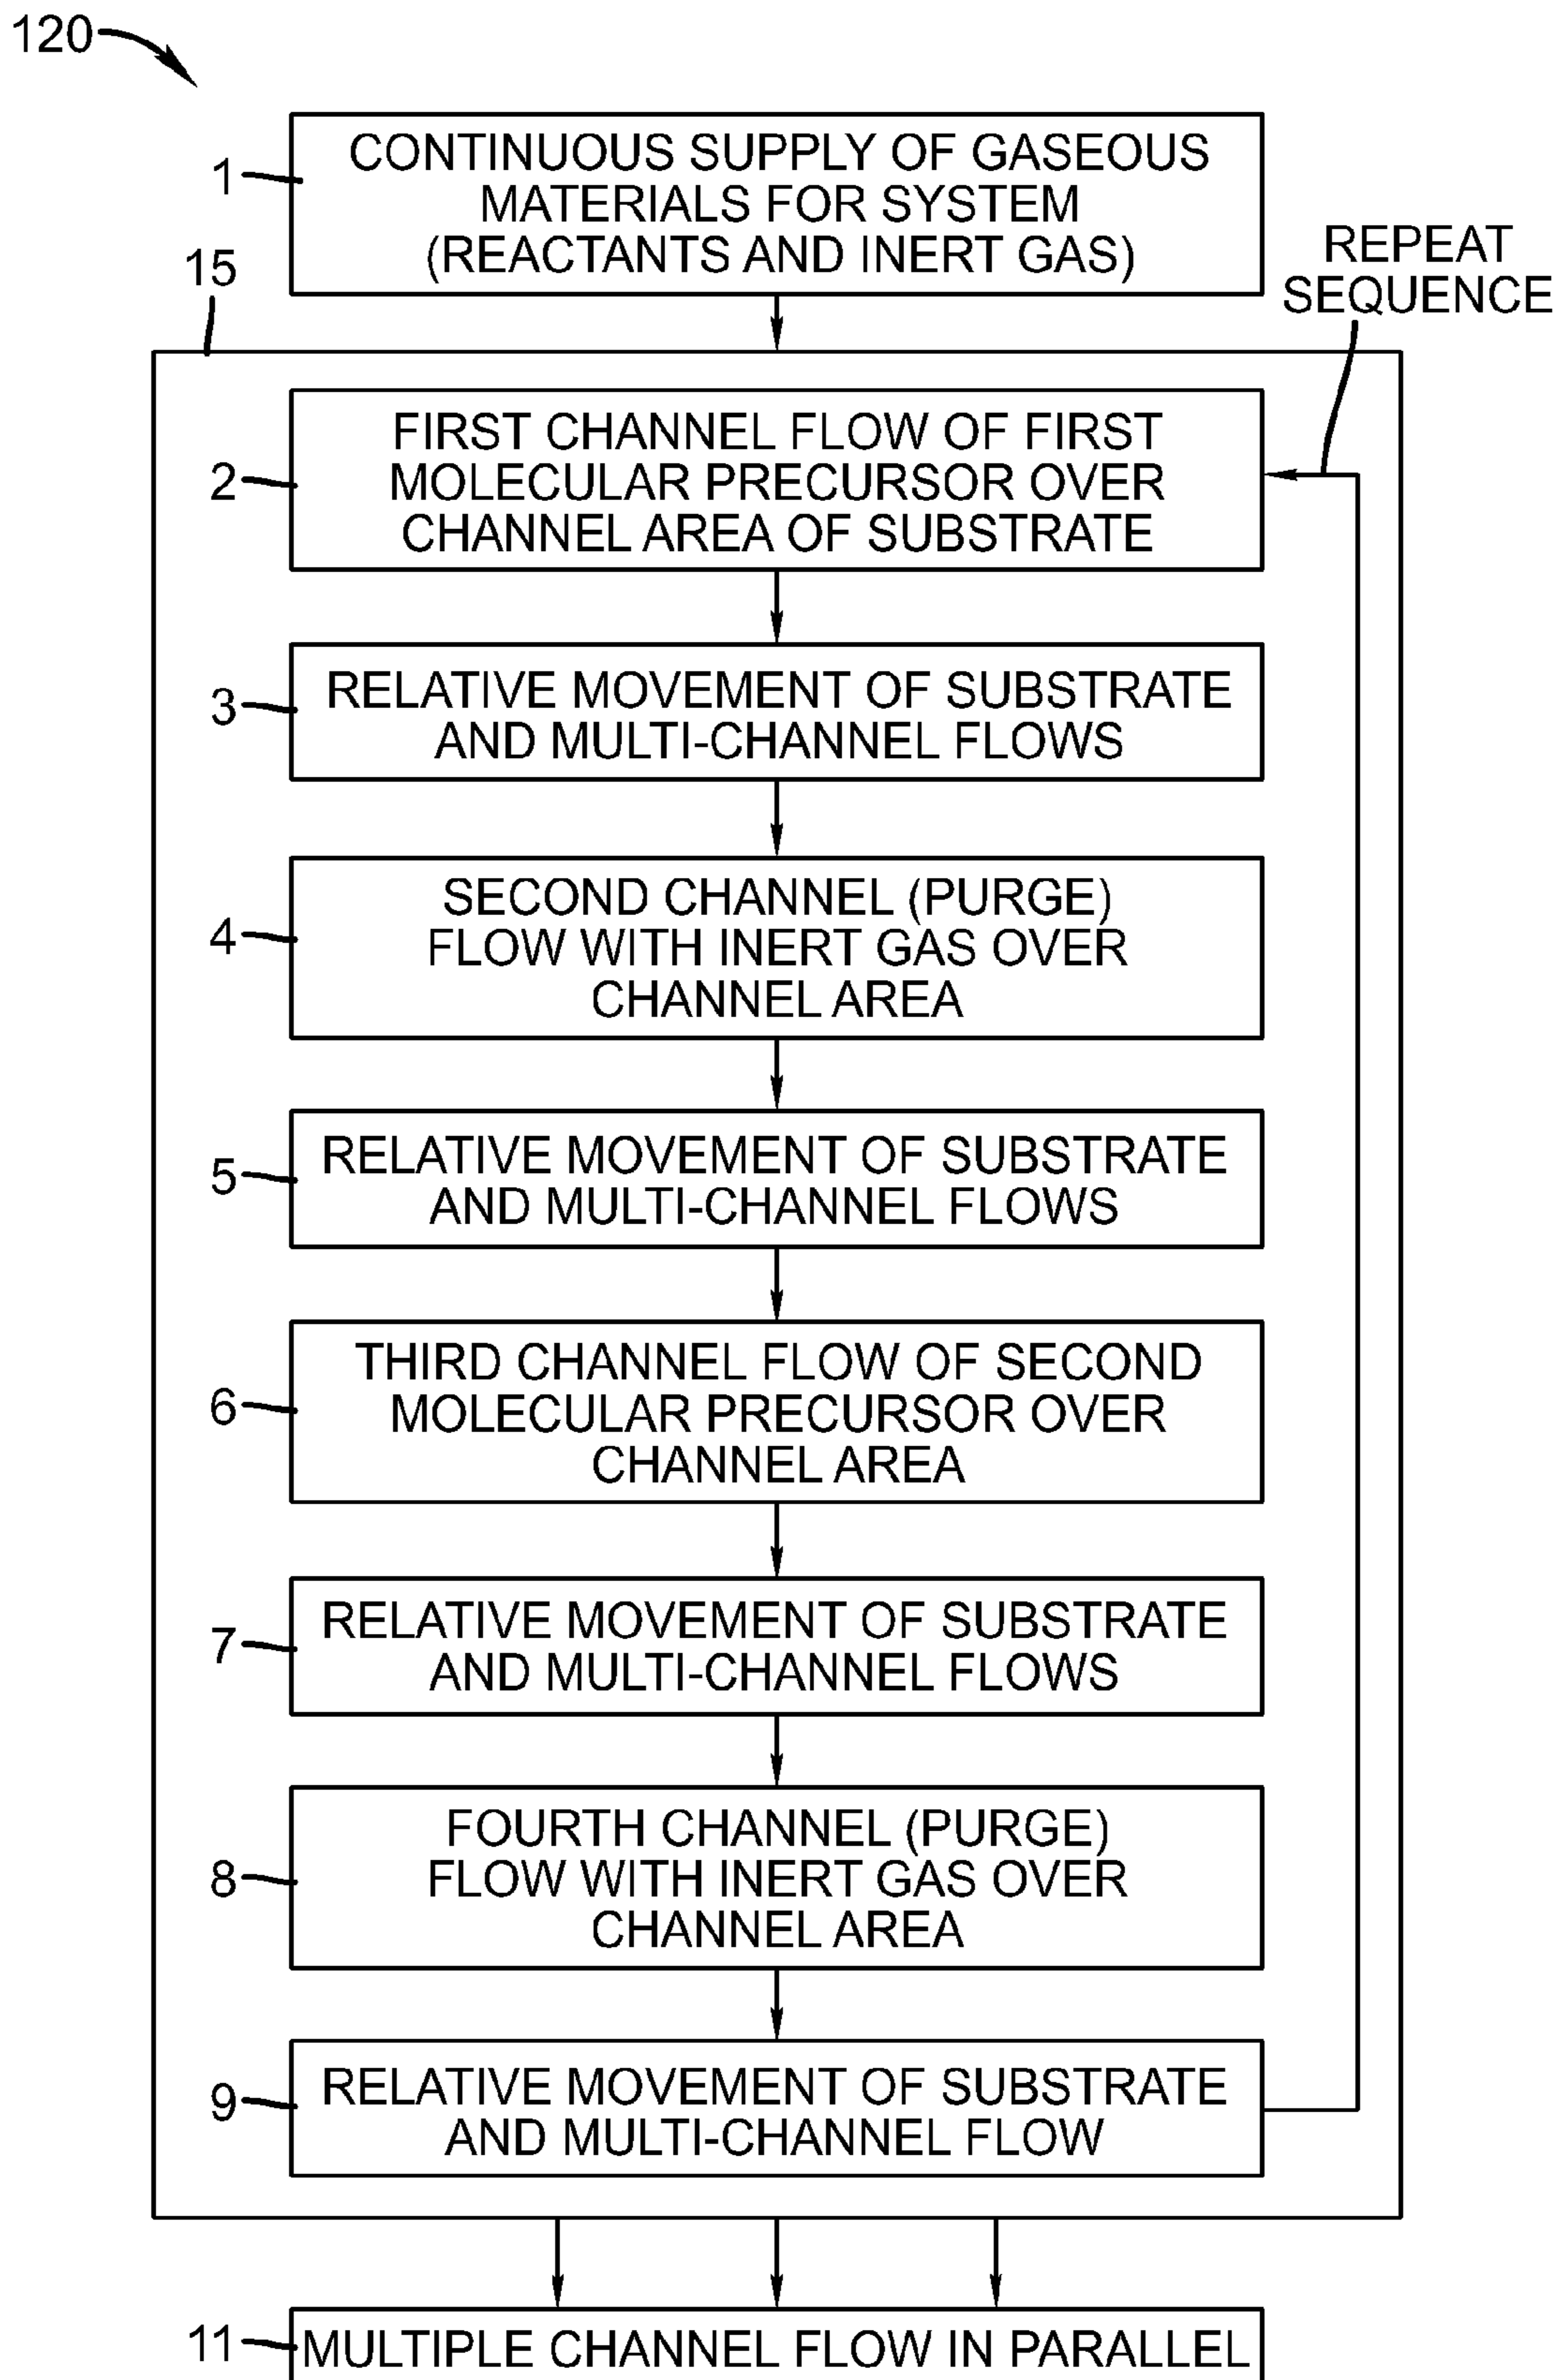 120
1
CONTINUOUS SUPPLY OF GASEOUS
MATERIALS FOR SYSTEM
(REACTANTS AND INERT GAS)
15
REPEAT
SEQUENCE
2
FIRST CHANNEL FLOW OF FIRST
MOLECULAR PRECURSOR OVER
CHANNEL AREA OF SUBSTRATE
3
RELATIVE MOVEMENT OF SUBSTRATE
AND MULTI-CHANNEL FLOWS
4
SECOND CHANNEL (PURGE)
FLOW WITH INERT GAS OVER
CHANNEL AREA
5
RELATIVE MOVEMENT OF SUBSTRATE
AND MULTI-CHANNEL FLOWS
6
THIRD CHANNEL FLOW OF SECOND
MOLECULAR PRECURSOR OVER
CHANNEL AREA
7
RELATIVE MOVEMENT OF SUBSTRATE
AND MULTI-CHANNEL FLOWS
8
FOURTH CHANNEL (PURGE)
FLOW WITH INERT GAS OVER
CHANNEL AREA
9
RELATIVE MOVEMENT OF SUBSTRATE
AND MULTI-CHANNEL FLOW
11
MULTIPLE CHANNEL FLOW IN PARALLEL